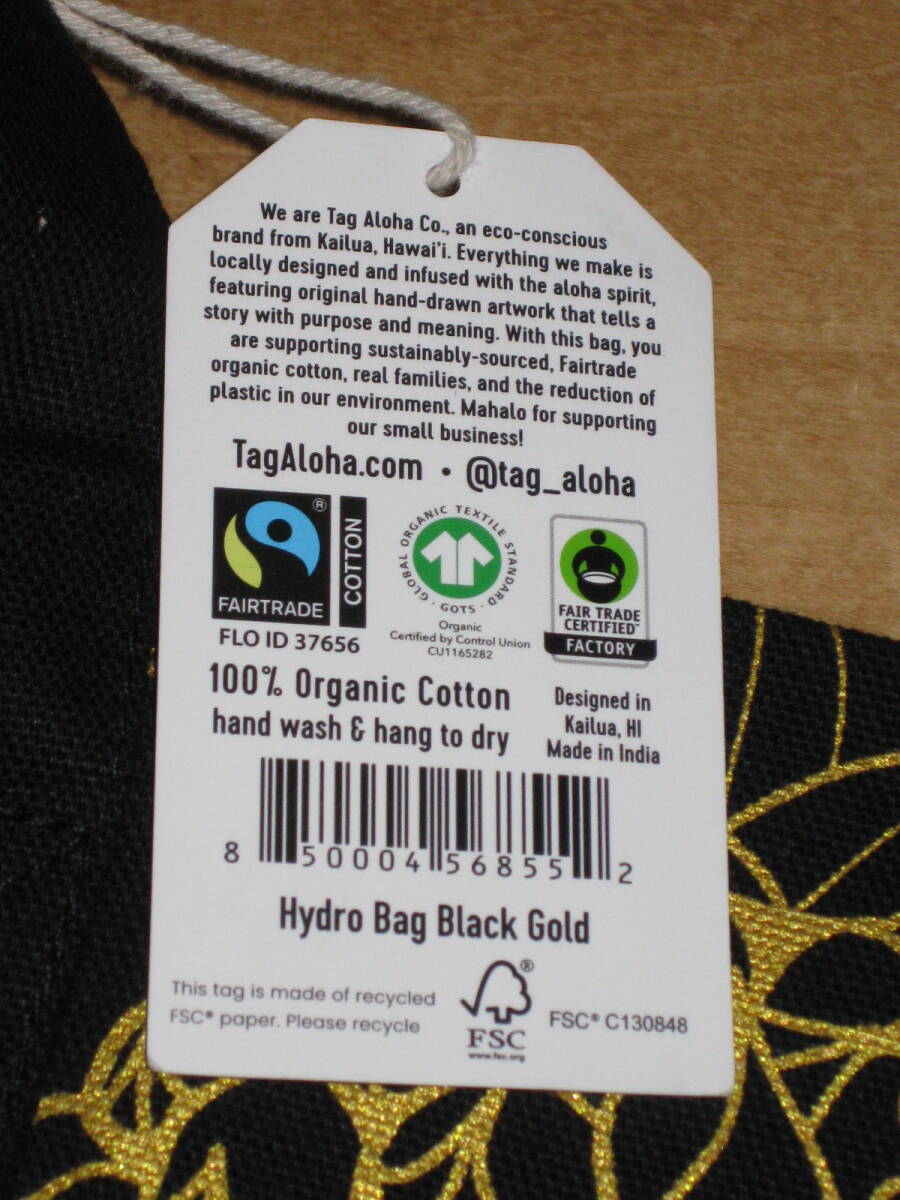 We are Tag Aloha Co., an eco-conscious
brand from Kailua, Hawai'i. Everything we make is
locally designed and infused with the aloha spirit,
featuring original hand-drawn artwork that tells a
story with purpose and meaning. With this bag, you
are supporting sustainably-sourced, Fairtrade
organic cotton, real families, and the reduction of
plastic in our environment. Mahalo for supporting
our small business!
TagAloha.com • @tag_aloha
®
FAIRTRADE
COTTON
FLO ID 37656
GLOBAL ORGANIC TEXTILE STANDARD · GOTS ·
Organic
Certified by Control Union
CU1165282
FAIR TRADE
CERTIFIED™
FACTORY
100% Organic Cotton
hand wash & hang to dry
Designed in
Kailua, HI
Made in India
8 50004 56855 2
Hydro Bag Black Gold
This tag is made of recycled
FSC® paper. Please recycle
®
FSC
www.fsc.org
FSC® C130848